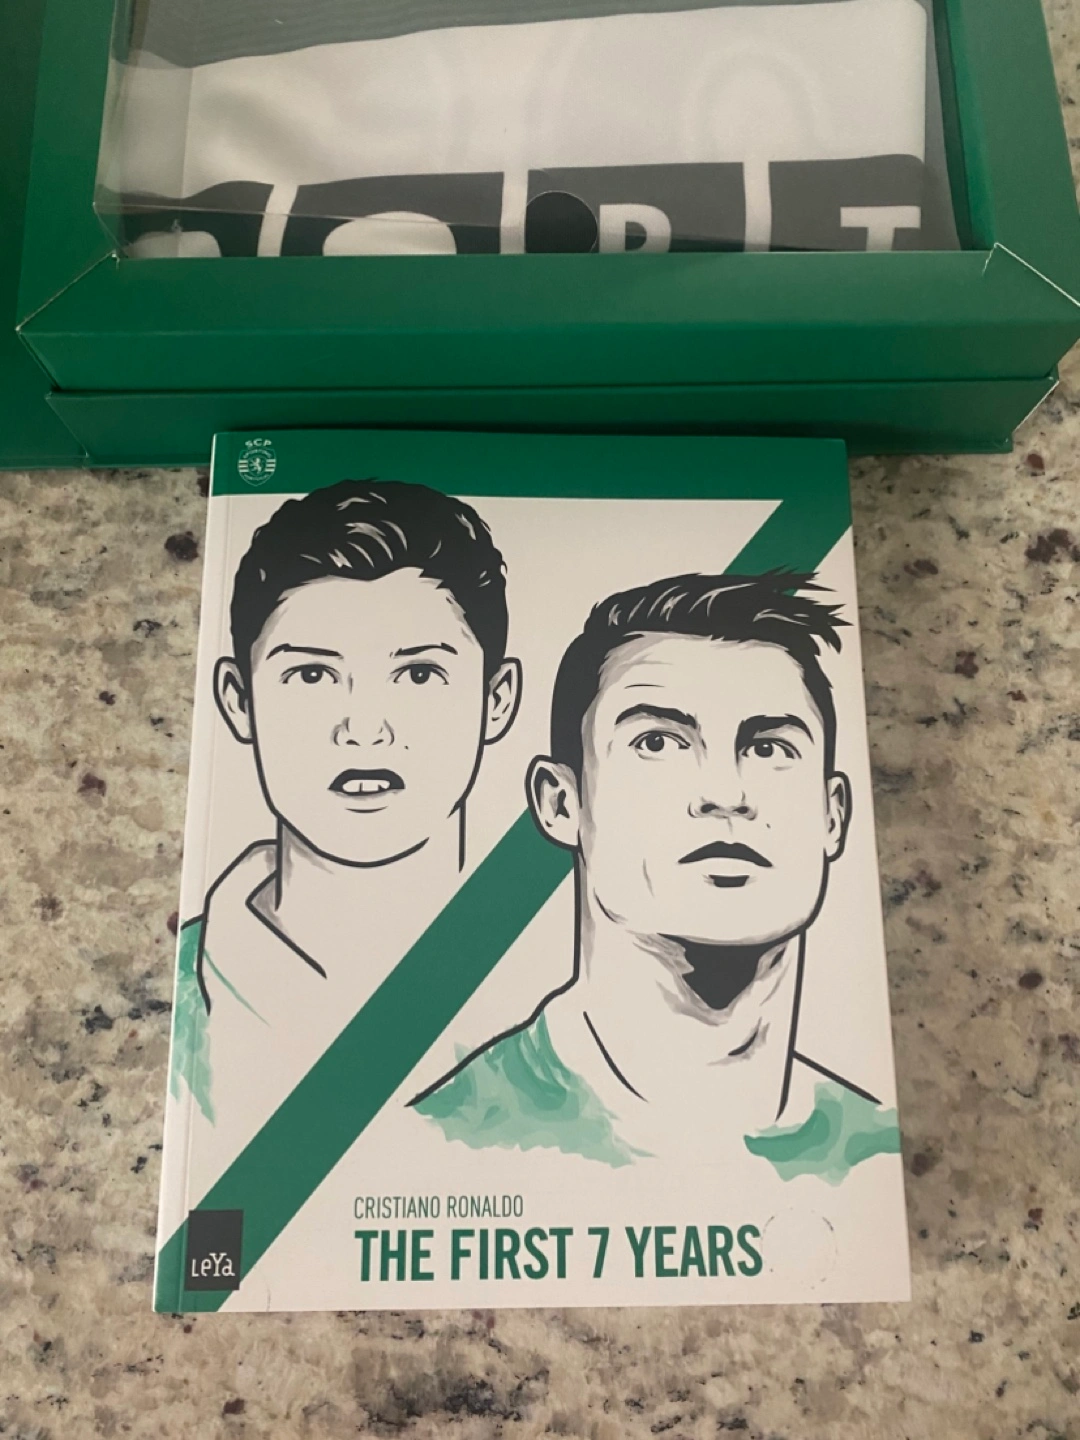 P T
SCP
CRISTIANO RONALDO
THE FIRST 7 YEARS
LeYa